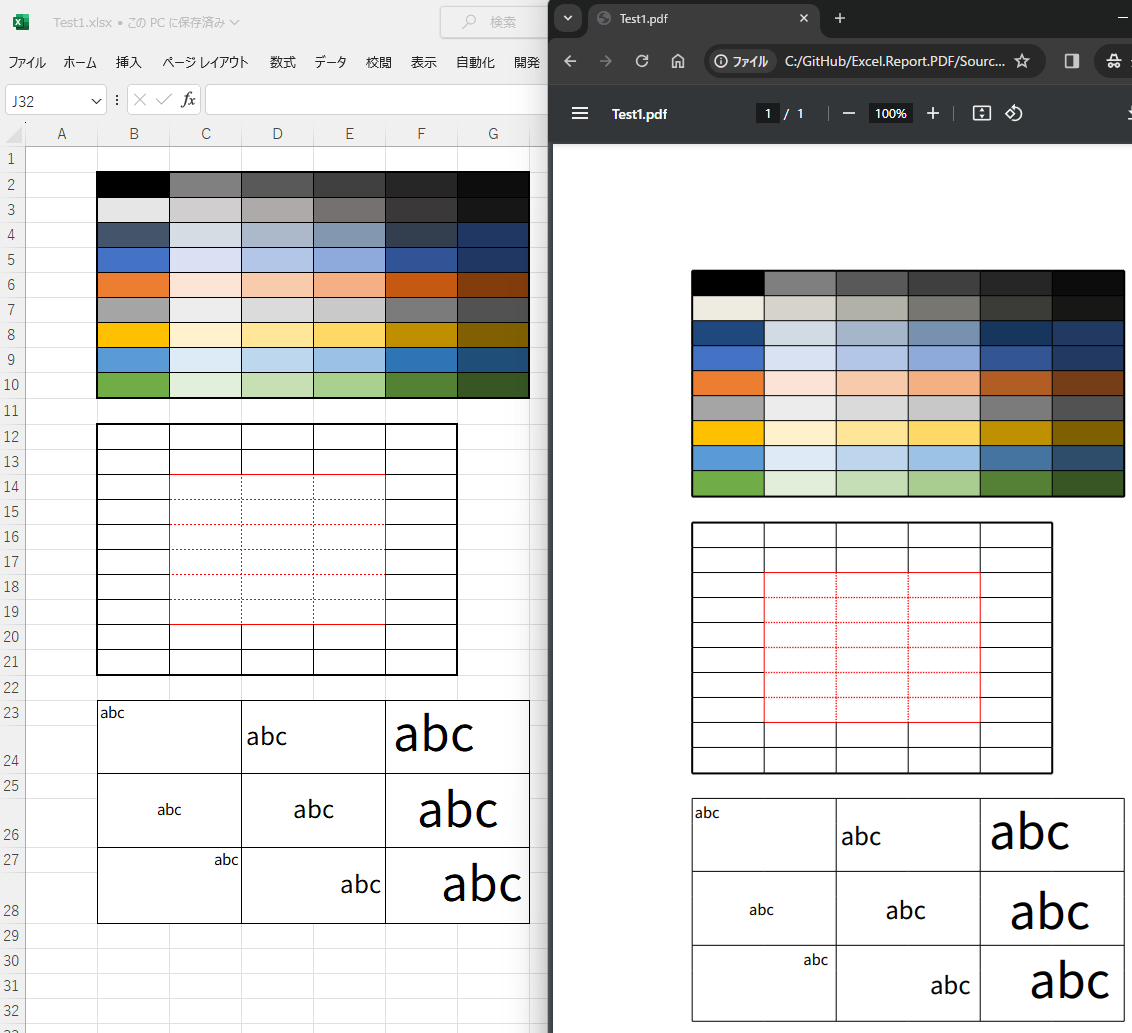 Test1.xlsx • この PC に保存済み
検索
ファイル ホーム 挿入 ページ レイアウト 数式 データ 校閲 表示 自動化 開発
J32
fx
A B C D E F G
1
2
3
4
5
6
7
8
9
10
11
12
13
14
15
16
17
18
19
20
21
22
23 abc
abc abc
24
25
abc abc abc
26
27 abc
abc abc
28
29
30
31
32
Test1.pdf
ファイル C:/GitHub/Excel.Report.PDF/Sourc...
Test1.pdf 1 / 1 100%
abc
abc abc
abc abc abc
abc
abc abc